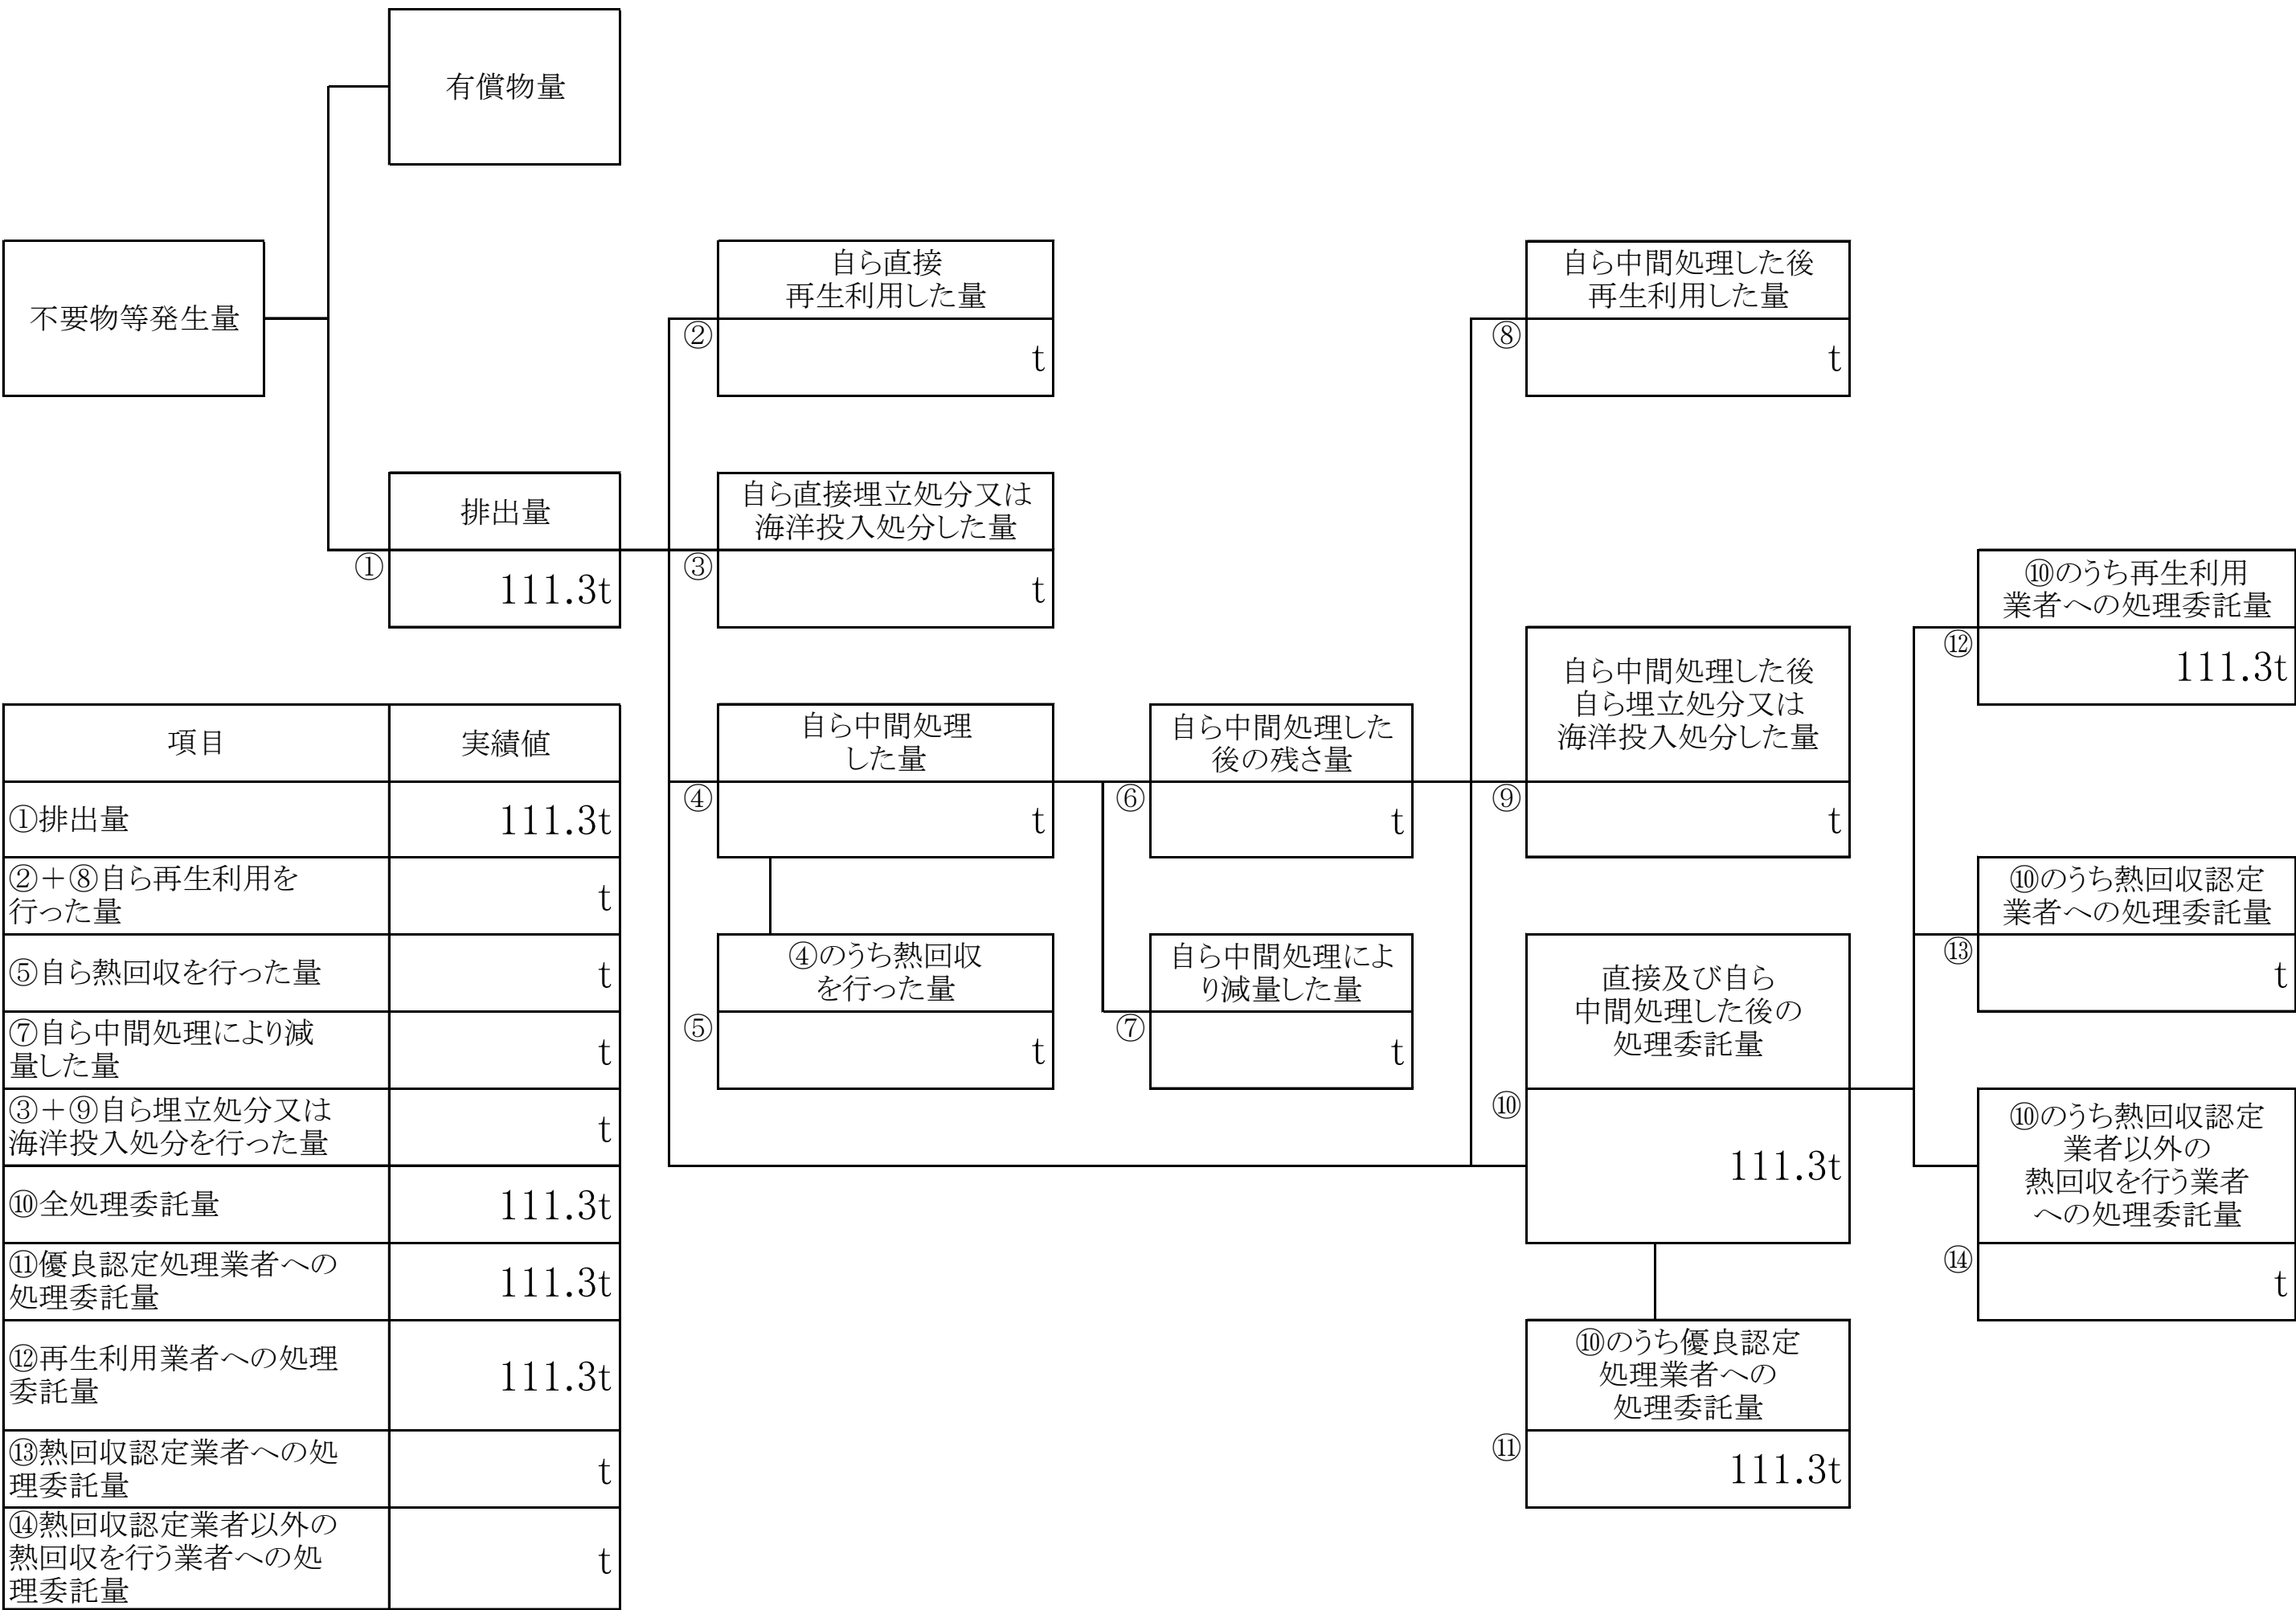 有償物量
不要物等発生量
自ら直接
再生利用した量
②
t
自ら中間処理した後
再生利用した量
⑧
t
排出量
①
111.3t
自ら直接埋立処分又は
海洋投入処分した量
③
t
⑩のうち再生利用
業者への処理委託量
⑫
111.3t
自ら中間処理
した量
④
t
自ら中間処理した
後の残さ量
⑥
t
自ら中間処理した後
自ら埋立処分又は
海洋投入処分した量
⑨
t
⑩のうち熱回収認定
業者への処理委託量
⑬
t
④のうち熱回収
を行った量
⑤
t
自ら中間処理によ
り減量した量
⑦
t
直接及び自ら
中間処理した後の
処理委託量
⑩
111.3t
⑩のうち熱回収認定
業者以外の
熱回収を行う業者
への処理委託量
⑭
t
⑩のうち優良認定
処理業者への
処理委託量
⑪
111.3t
項目 実績値
①排出量 111.3t
②＋⑧自ら再生利用を
行った量 t
⑤自ら熱回収を行った量 t
⑦自ら中間処理により減
量した量 t
③＋⑨自ら埋立処分又は
海洋投入処分を行った量 t
⑩全処理委託量 111.3t
⑪優良認定処理業者への
処理委託量 111.3t
⑫再生利用業者への処理
委託量 111.3t
⑬熱回収認定業者への処
理委託量 t
⑭熱回収認定業者以外の
熱回収を行う業者への処
理委託量 t